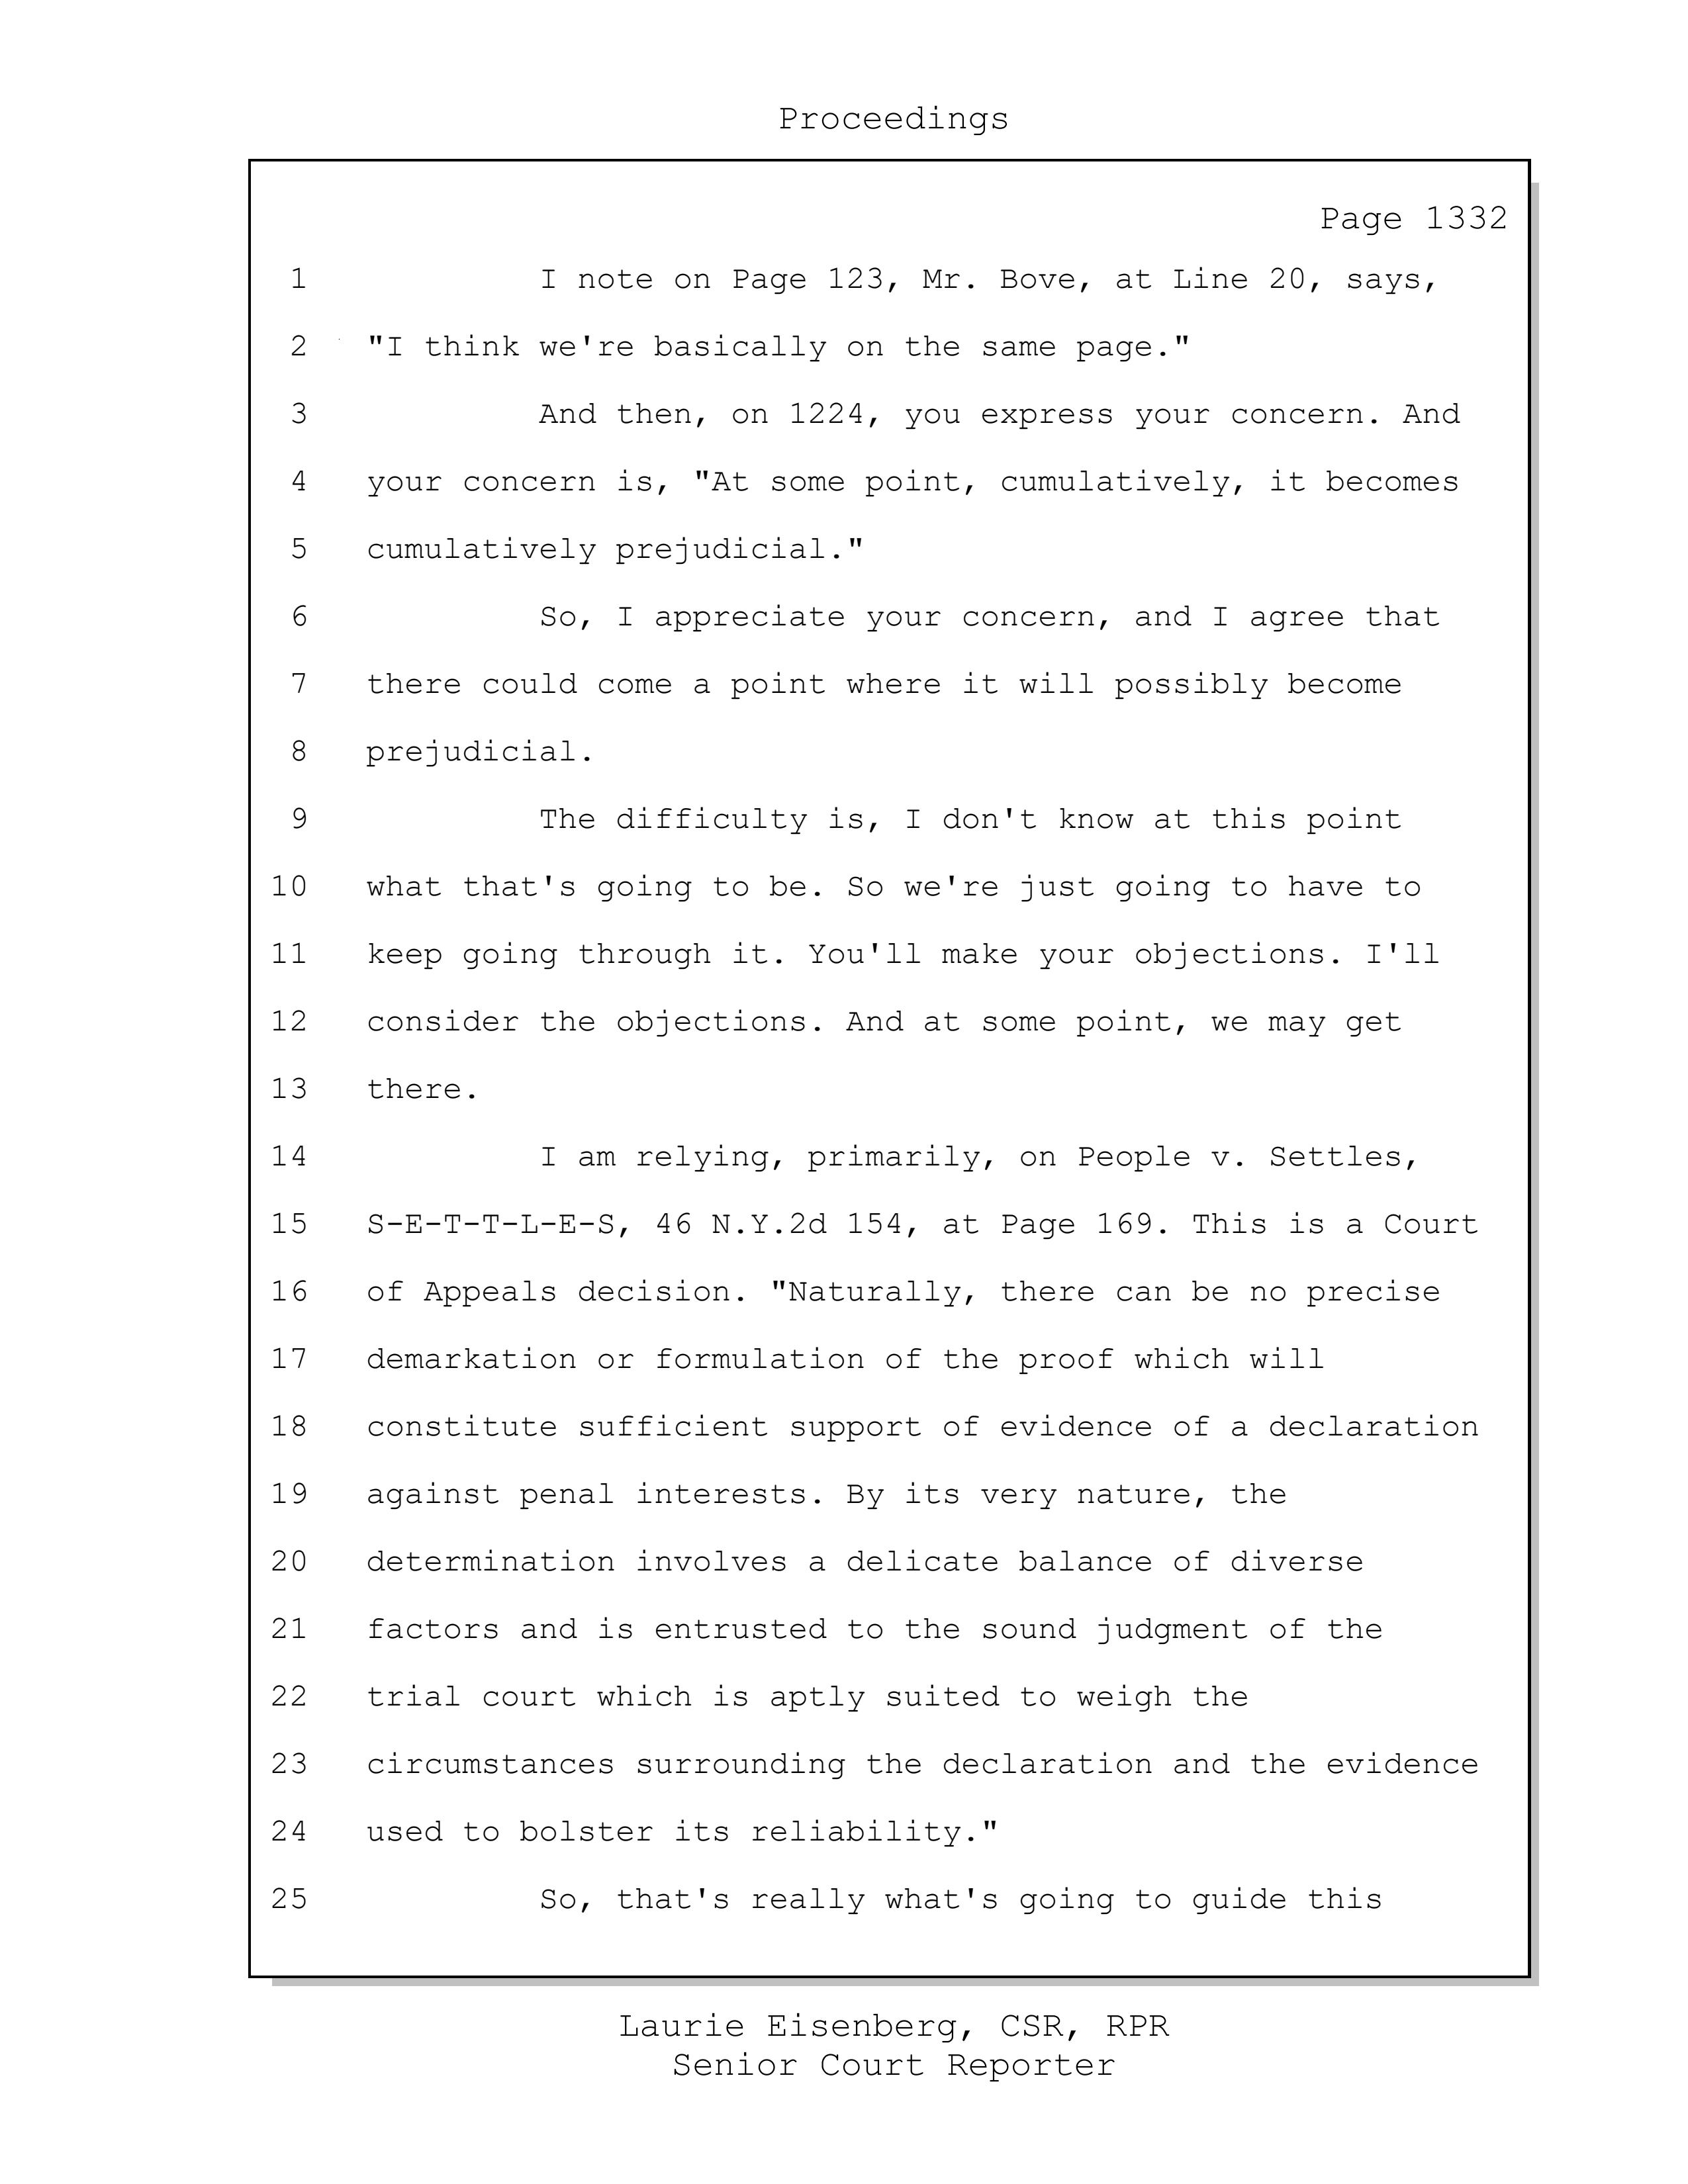 Proceedings
Page 1332
1 I note on Page 123, Mr. Bove, at Line 20, says,
2 "I think we're basically on the same page."
3 And then, on 1224, you express your concern. And
4 your concern is, "At some point, cumulatively, it becomes
5 cumulatively prejudicial."
6 So, I appreciate your concern, and I agree that
7 there could come a point where it will possibly become
8 prejudicial.
9 The difficulty is, I don't know at this point
10 what that's going to be. So we're just going to have to
11 keep going through it. You'll make your objections. I'll
12 consider the objections. And at some point, we may get
13 there.
14 I am relying, primarily, on People v. Settles,
15 S-E-T-T-L-E-S, 46 N.Y.2d 154, at Page 169. This is a Court
16 of Appeals decision. "Naturally, there can be no precise
17 demarkation or formulation of the proof which will
18 constitute sufficient support of evidence of a declaration
19 against penal interests. By its very nature, the
20 determination involves a delicate balance of diverse
21 factors and is entrusted to the sound judgment of the
22 trial court which is aptly suited to weigh the
23 circumstances surrounding the declaration and the evidence
24 used to bolster its reliability."
25 So, that's really what's going to guide this
Laurie Eisenberg, CSR, RPR
Senior Court Reporter